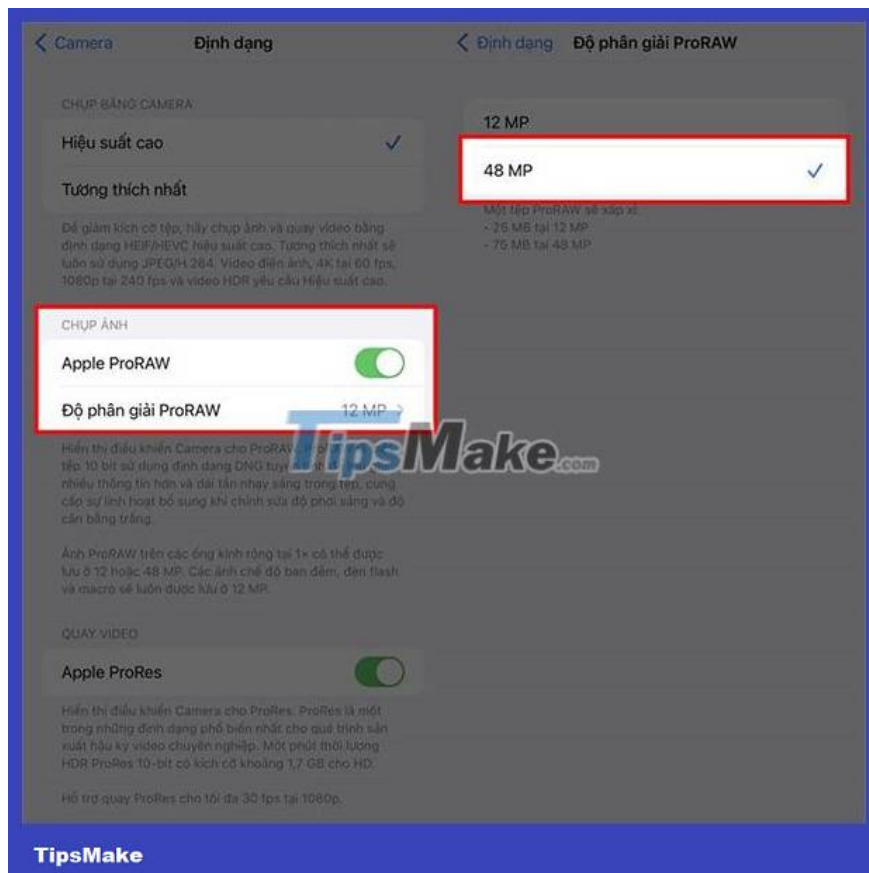 Camera
Định dạng
CHỤP BẰNG CAMERA
Hiệu suất cao
Tương thích nhất
Để giảm kích cỡ tệp, hãy chụp ảnh và quay video bằng
định dạng HEIF/HEVC hiệu suất cao. Tương thích nhất sẽ
luôn sử dụng JPEG/H.264. Video điện ảnh, 4K tại 60 fps,
1080p tại 240 fps và video HDR yêu cầu Hiệu suất cao.
CHỤP ẢNH
Apple ProRAW
Độ phân giải ProRAW
12 MP
Hiển thị điều khiển Camera cho ProRAW.
tệp 10 bit sử dụng định dạng DNG
nhiều thông tin hơn và dải tần nhạy sáng trong tệp, cung
cấp sự linh hoạt bổ sung khi chỉnh sửa độ phơi sáng và độ
cân bằng trắng.
Ảnh ProRAW trên các ống kính rộng tại 1x có thể được
lưu ở 12 hoặc 48 MP. Các ảnh chế độ ban đêm, đèn flash
và macro sẽ luôn được lưu ở 12 MP.
QUAY VIDEO
Apple ProRes
Hiển thị điều khiển Camera cho ProRes. ProRes là một
trong những định dạng phổ biến nhất cho quá trình sản
xuất hậu kỳ video chuyên nghiệp. Một phút thời lượng
HDR ProRes 10-bit có kích cỡ khoảng 1,7 GB cho HD.
Hỗ trợ quay ProRes cho tối đa 30 fps tại 1080p.
Định dạng
Độ phân giải ProRAW
12 MP
48 MP
Một tệp ProRAW sẽ xấp xỉ:
- 25 MB tại 12 MP
- 75 MB tại 48 MP
TipsMake.com
TipsMake